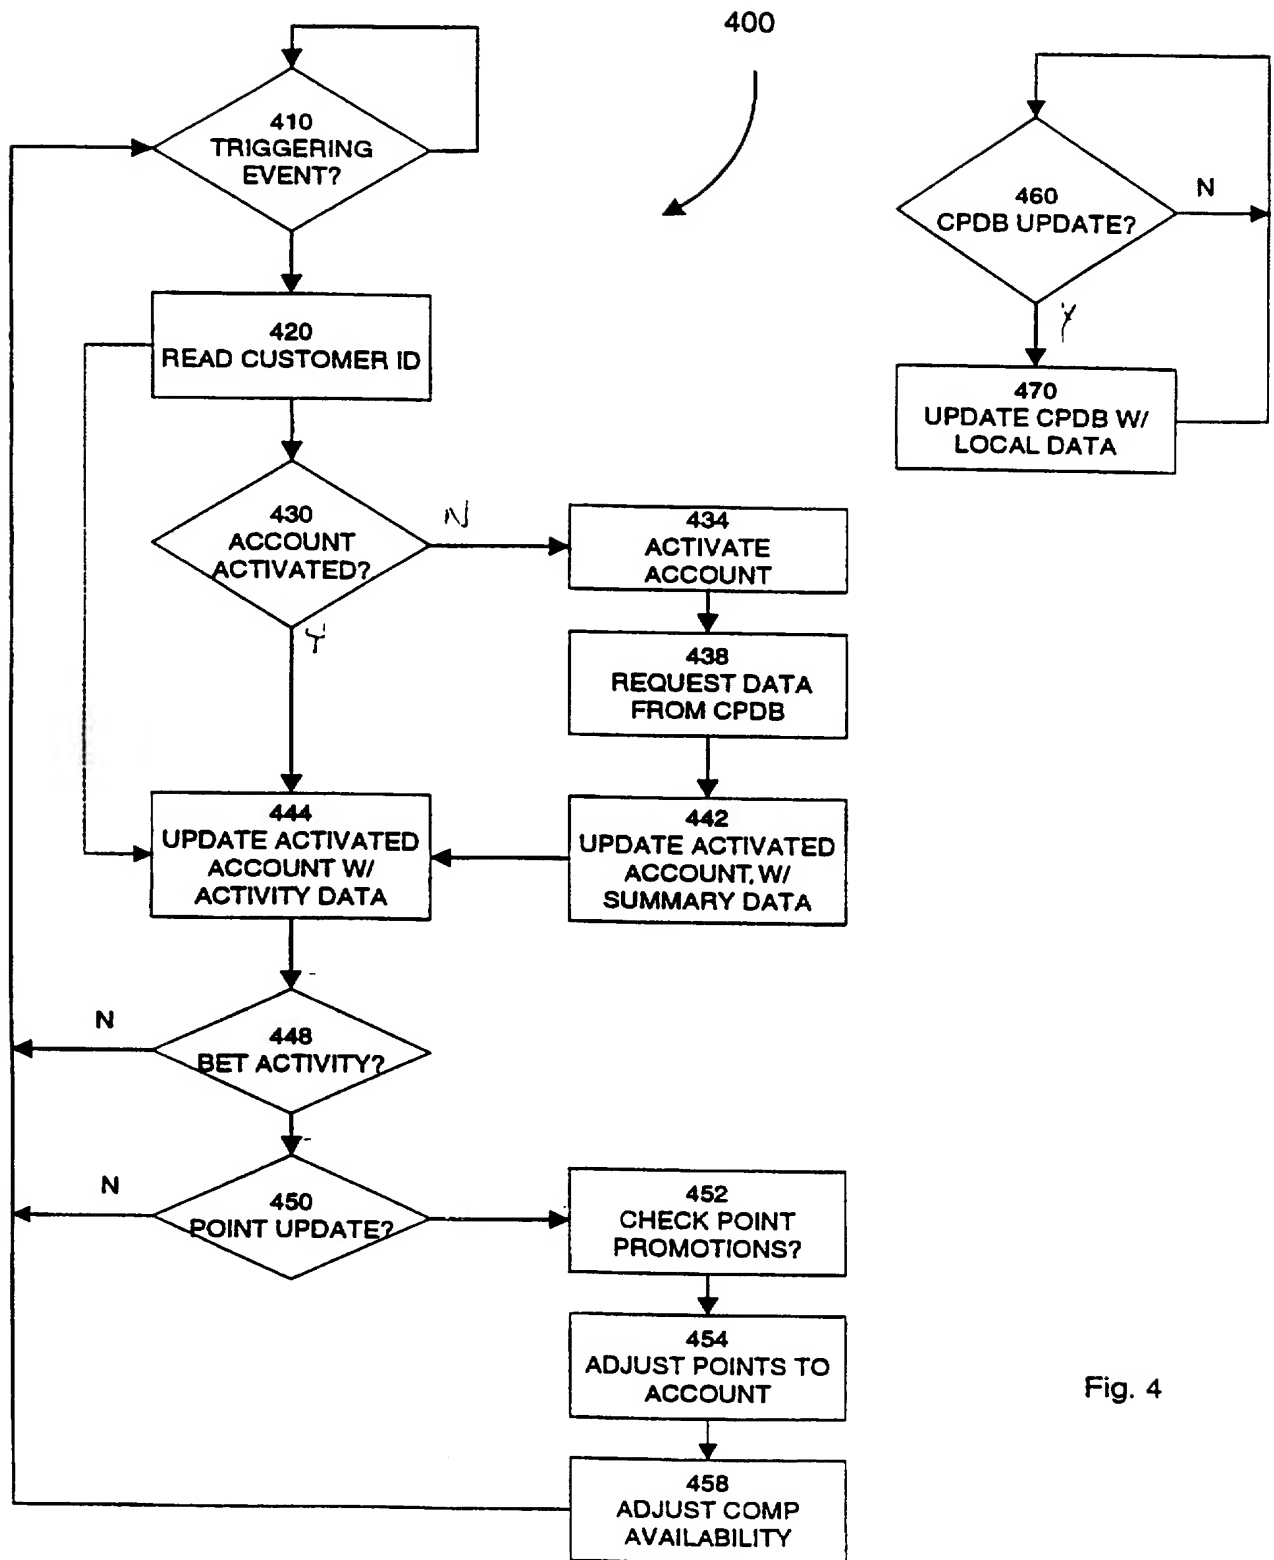 400
410
TRIGGERING
EVENT?
460
CPDB UPDATE?
N
Y
420
READ CUSTOMER ID
470
UPDATE CPDB W/
LOCAL DATA
430
ACCOUNT
ACTIVATED?
N
Y
434
ACTIVATE
ACCOUNT
438
REQUEST DATA
FROM CPDB
444
UPDATE ACTIVATED
ACCOUNT W/
ACTIVITY DATA
442
UPDATE ACTIVATED
ACCOUNT, W/
SUMMARY DATA
N
448
BET ACTIVITY?
N
450
POINT UPDATE?
452
CHECK POINT
PROMOTIONS?
454
ADJUST POINTS TO
ACCOUNT
Fig. 4
458
ADJUST COMP
AVAILABILITY